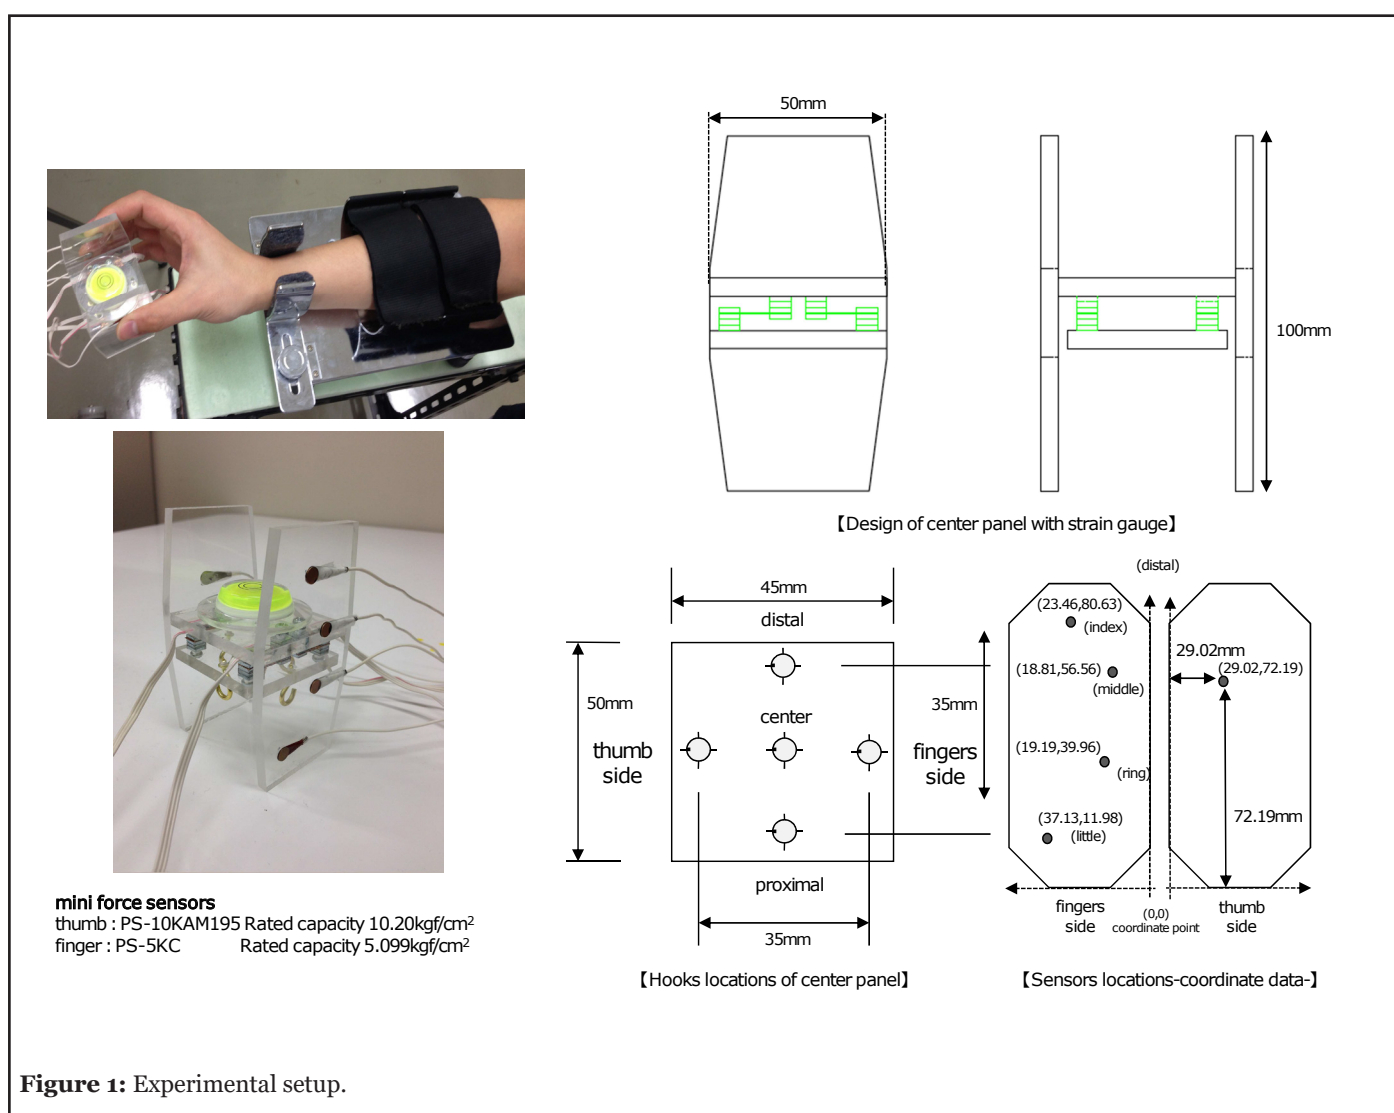 50mm
100mm
【Design of center panel with strain gauge】
mini force sensors
thumb : PS-10KAM195 Rated capacity 10.20kgf/cm²
finger : PS-5KC Rated capacity 5.099kgf/cm²
45mm
distal
50mm
center
thumb
side
fingers
side
35mm
proximal
35mm
【Hooks locations of center panel】
(distal)
(23.46,80.63)
(index)
(18.81,56.56)
(middle)
(19.19,39.96)
(ring)
(37.13,11.98)
(little)
29.02mm
(29.02,72.19)
72.19mm
fingers
side
(0,0)
coordinate point
thumb
side
【Sensors locations-coordinate data-】
Figure 1: Experimental setup.